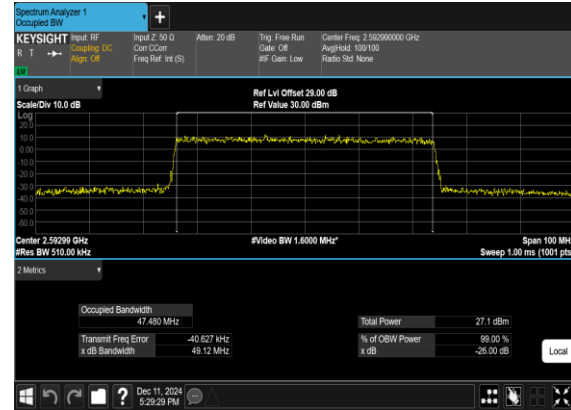 Spectrum Analyzer 1
Occupied BW
+
KEYSIGHT Input: RF Input Z: 50 Ω Atten: 20 dB Trig: Free Run Center Freq: 2.592990000 GHz
R T Coupling: DC Corr CCorr Gate: Off Avg|Hold: 100/100
Align: Off Freq Ref: Int (S) #IF Gain: Low Radio Std: None
1 Graph
Ref Lvl Offset 29.00 dB
Scale/Div 10.0 dB Ref Value 30.00 dBm
Log
20.0
10.0
0.00
-10.0
-20.0
-30.0
-40.0
-50.0
-60.0
Center 2.59299 GHz #Video BW 1.6000 MHz* Span 100 MH
#Res BW 510.00 kHz Sweep 1.00 ms (1001 pts
2 Metrics
Occupied Bandwidth
47.480 MHz Total Power 27.1 dBm
Transmit Freq Error -40.627 kHz % of OBW Power 99.00 %
x dB Bandwidth 49.12 MHz x dB -26.00 dB
Local
? Dec 11, 2024
5:29:29 PM